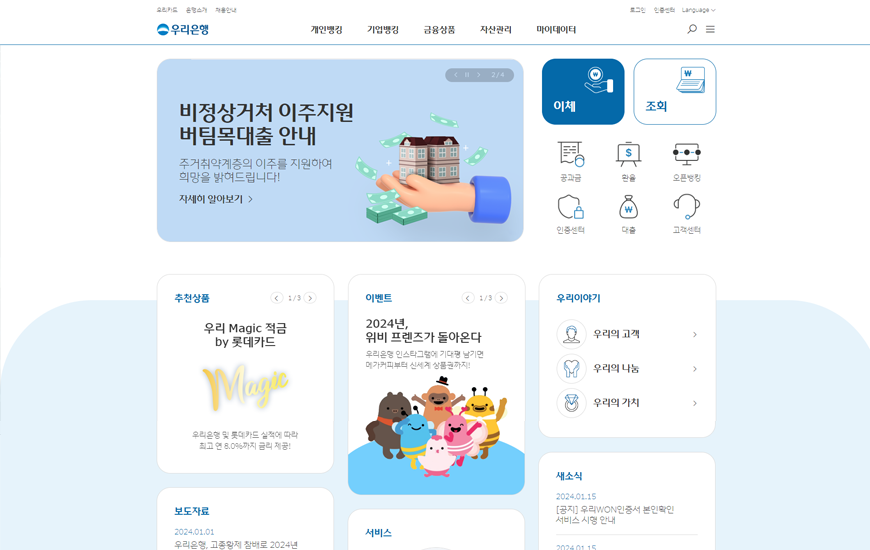 우리카드 은행소개 채용안내
로그인 인증센터 Language
우리은행
개인뱅킹 기업뱅킹 금융상품 자산관리 마이데이터
2/4
비정상거처 이주지원
버팀목대출 안내
주거취약계층의 이주를 지원하여
희망을 밝혀드립니다!
자세히 알아보기
이체
조회
공과금 환율 오픈뱅킹
인증센터 대출 고객센터
추천상품 1/3
우리 Magic 적금
by 롯데카드
Magic
우리은행 및 롯데카드 실적에 따라
최고 연 8.0%까지 금리 제공!
이벤트 1/3
2024년,
위비 프렌즈가 돌아온다
우리은행 인스타그램에 기대평 남기면
메가커피부터 신세계 상품권까지!
우리이야기
우리의 고객
우리의 나눔
우리의 가치
보도자료
2024.01.01
우리은행, 고종황제 참배로 2024년
서비스
새소식
2024.01.15
[공지] 우리WON인증서 본인확인
서비스 시행 안내
2024.01.15